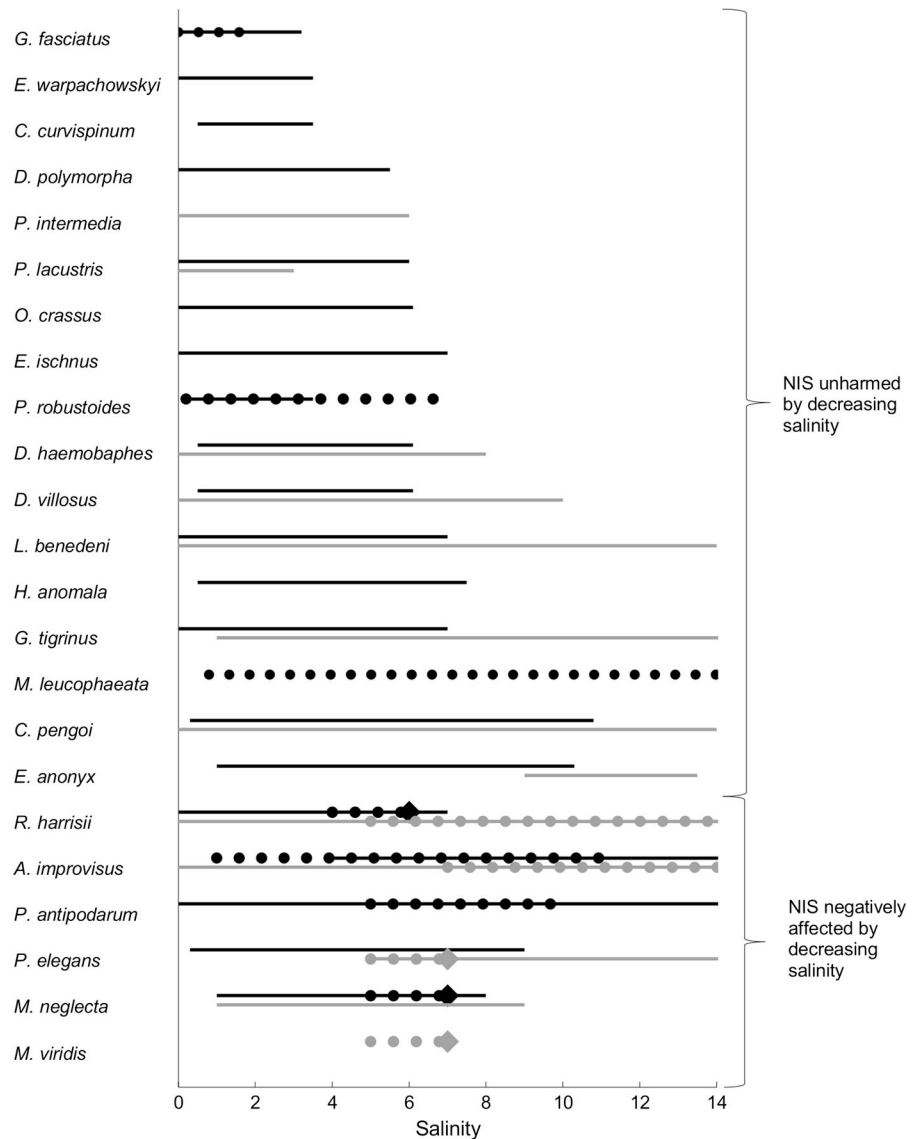 G. fasciatus
E. warpachowskyi
C. curvispinum
D. polymorpha
P. intermedia
P. lacustris
O. crassus
E. ischnus
P. robustoides
D. haemobaphes
D. villosus
L. benedeni
H. anomala
G. tigrinus
M. leucophaeata
C. pengoi
E. anonyx
R. harrisii
A. improvisus
P. antipodarum
P. elegans
M. neglecta
M. viridis
NIS unharmed
by decreasing
salinity
NIS negatively
affected by
decreasing
salinity
0 2 4 6 8 10 12 14
Salinity